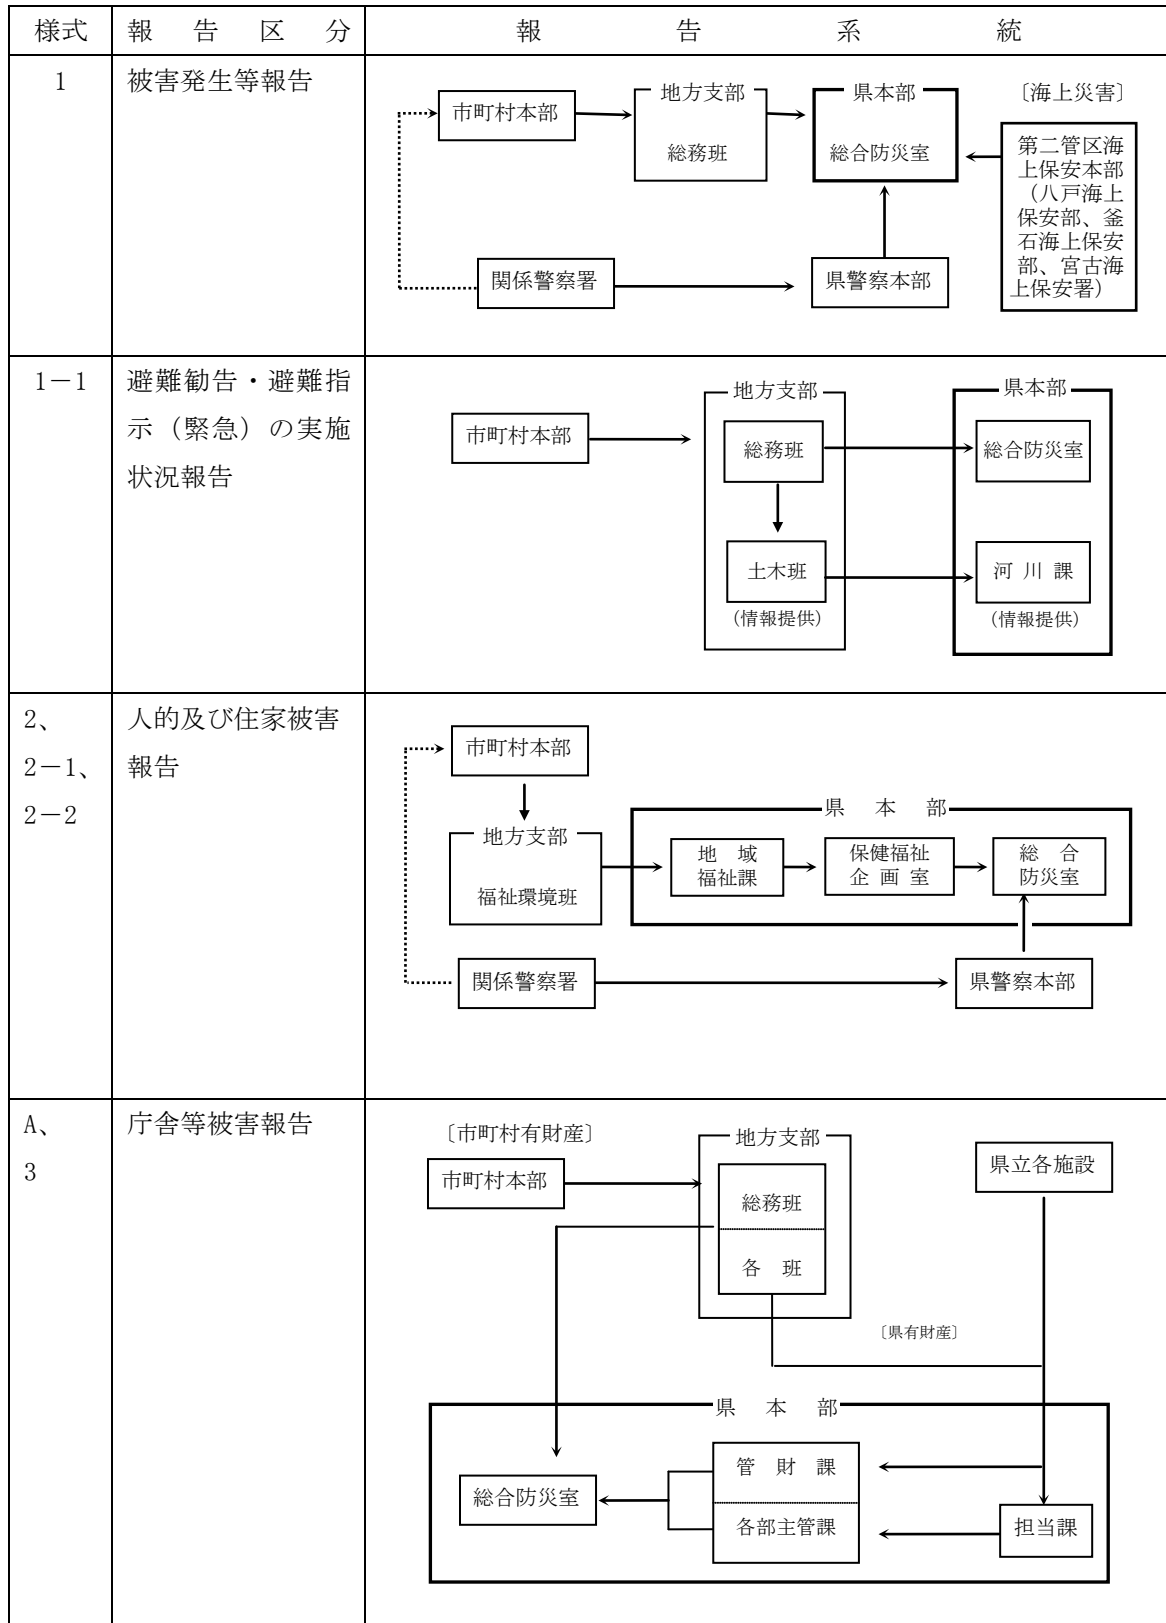 様式 報告区分 報告系統
1 被害発生等報告
市町村本部
地方支部
総務班
県本部
総合防災室
〔海上災害〕
第二管区海
上保安本部
（八戸海上
保安部、釜
石海上保安
部、宮古海
上保安署）
関係警察署
県警察本部
1－1 避難勧告・避難指
示（緊急）の実施
状況報告
市町村本部
地方支部
総務班
土木班
（情報提供）
県本部
総合防災室
河川課
（情報提供）
2、
2－1、
2－2
人的及び住家被害
報告
市町村本部
地方支部
福祉環境班
県本部
地域
福祉課
保健福祉
企画室
総合
防災室
関係警察署
県警察本部
A、
3
庁舎等被害報告
〔市町村有財産〕
市町村本部
地方支部
総務班
各班
県立各施設
〔県有財産〕
県本部
総合防災室
管財課
各部主管課
担当課